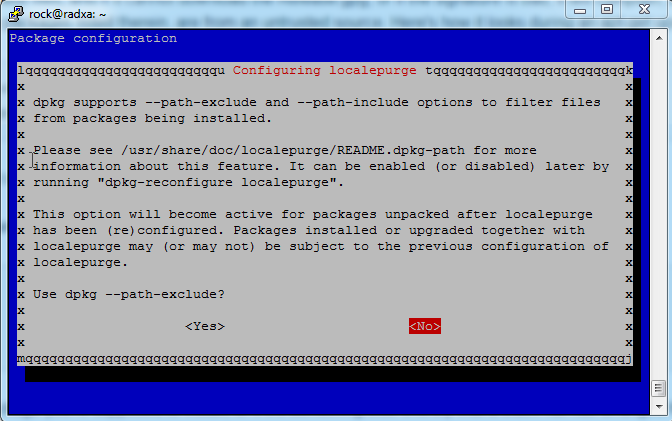 rock@radxa: ~
Package configuration
lqqqqqqqqqqqqqqqqqqqqqqqqu Configuring localepurge tqqqqqqqqqqqqqqqqqqqqqqqqk
x x
x dpkg supports --path-exclude and --path-include options to filter files x
x from packages being installed. x
x x
x Please see /usr/share/doc/localepurge/README.dpkg-path for more x
x information about this feature. It can be enabled (or disabled) later by x
x running "dpkg-reconfigure localepurge". x
x x
x This option will become active for packages unpacked after localepurge x
x has been (re)configured. Packages installed or upgraded together with x
x localepurge may (or may not) be subject to the previous configuration of x
x localepurge. x
x x
x Use dpkg --path-exclude? x
x x
x <Yes> <No> x
x x
mqqqqqqqqqqqqqqqqqqqqqqqqqqqqqqqqqqqqqqqqqqqqqqqqqqqqqqqqqqqqqqqqqqqqqqqqqqqj